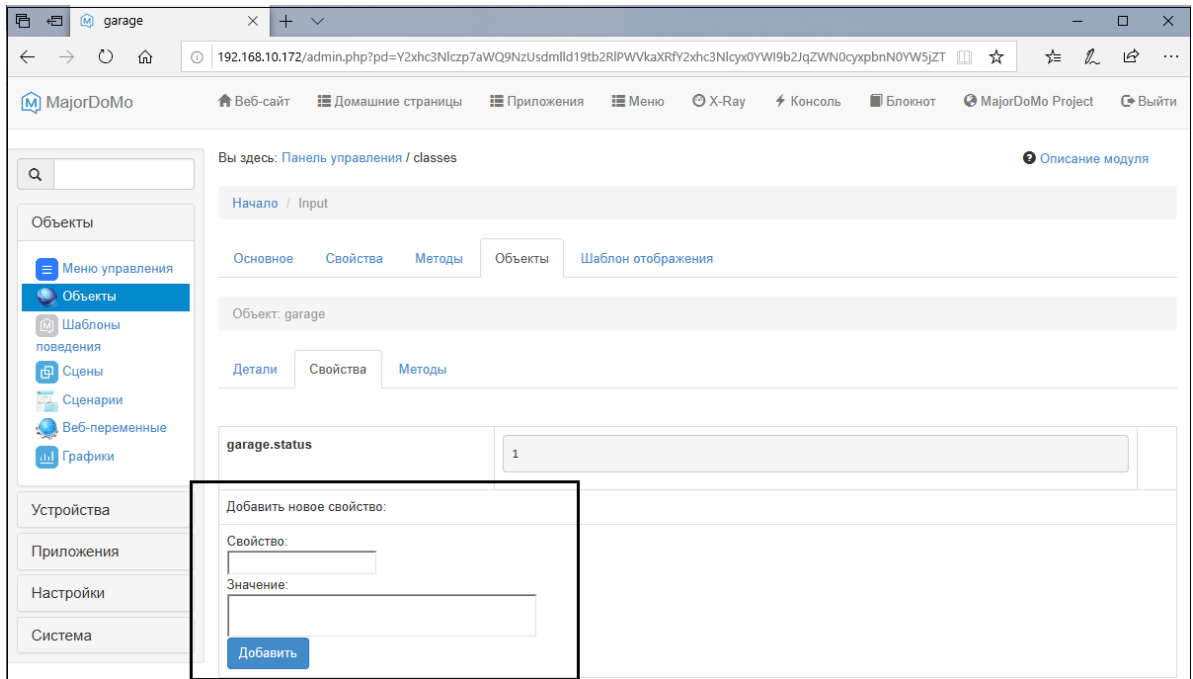 garage
192.168.10.172/admin.php?pd=Y2xhc3Nlczp7aWQ9NzUsdmlld19tb2RlPWVkaXRfY2xhc3Nlcyx0YWI9b2JqZWN0cyxpbnN0YW5jZT
MajorDoMo
Веб-сайт Домашние страницы Приложения Меню X-Ray Консоль Блокнот MajorDoMo Project Выйти
Вы здесь: Панель управления / classes
Описание модуля
Начало / Input
Объекты
Основное Свойства Методы Объекты Шаблон отображения
Меню управления
Объекты
Шаблоны
поведения
Сцены
Сценарии
Веб-переменные
Графики
Объект: garage
Детали Свойства Методы
garage.status
1
Устройства
Приложения
Настройки
Система
Добавить новое свойство:
Свойство:
Значение:
Добавить